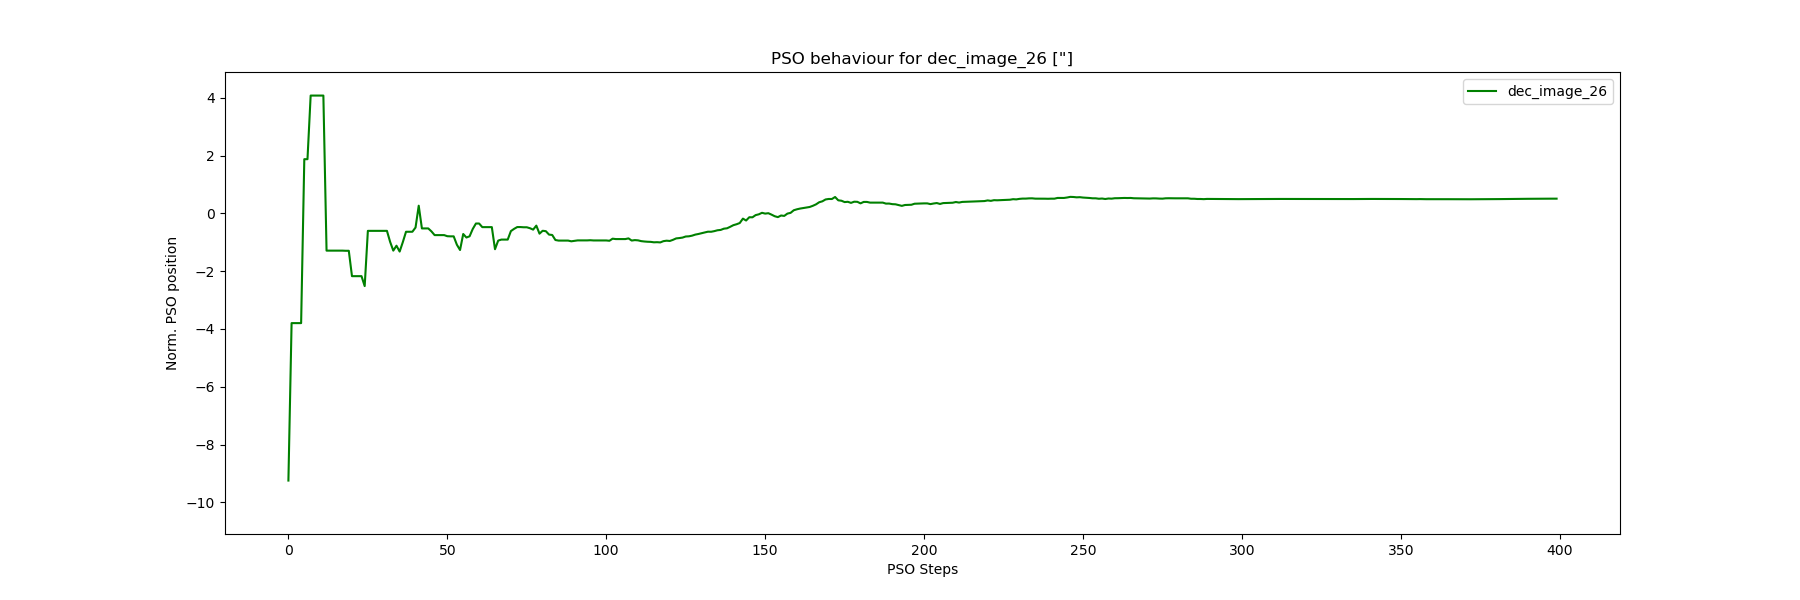 PSO behaviour for dec_image_26 ["]
dec_image_26
4
2
0
−2
−4
−6
−8
−10
Norm. PSO position
0 50 100 150 200 250 300 350 400
PSO Steps